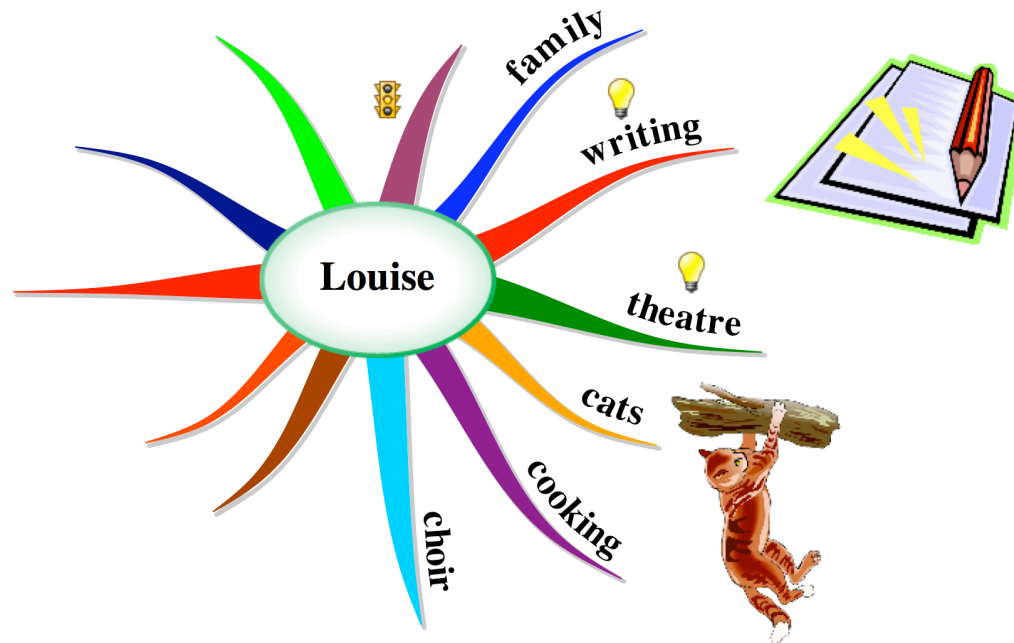 family
writing
Louise
theatre
cats
cooking
choir